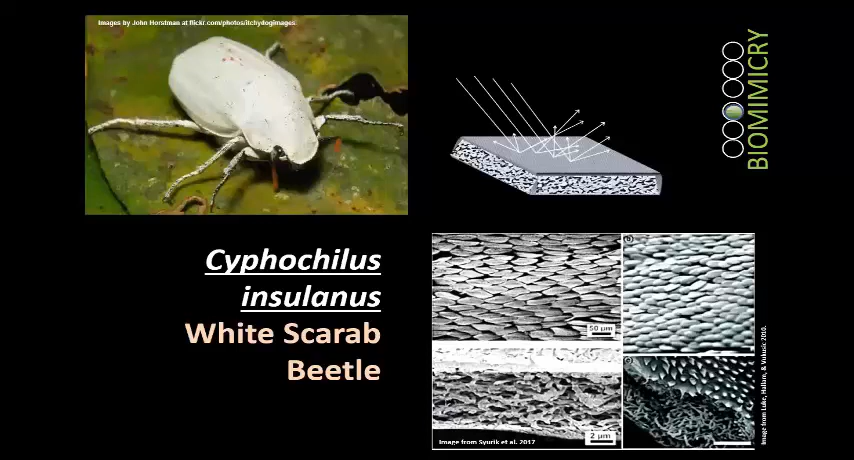 Images by John Horstman at flickr.com/photos/itchydogimages.
BIOMIMICRY
Cyphochilus
insulanus
White Scarab
Beetle
50 µm
2 µm
Image from Syurik et al. 2017
Image from Luke, Hallam, & Vukusic 2010.